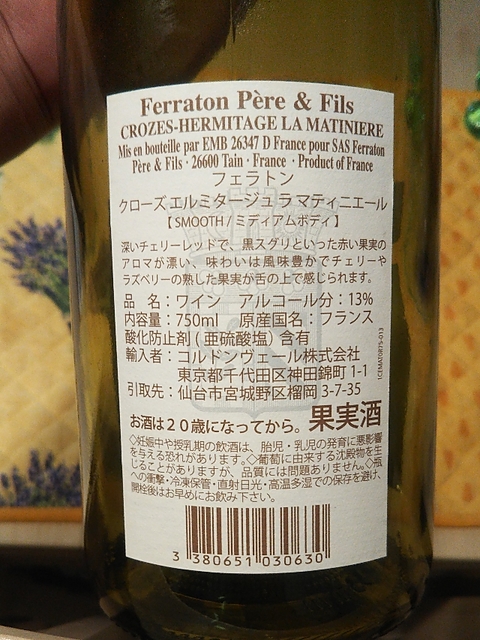 Ferraton Père & Fils
CROZES-HERMITAGE LA MATINIERE
Mis en bouteille par EMB 26347 D France pour SAS Ferraton
Père & Fils · 26600 Tain · France · Product of France
フェラトン
クローズ エルミタージュ ラ マティニエール
【 SMOOTH / ミディアムボディ 】
深いチェリーレッドで、黒スグリといった赤い果実の
アロマが漂い、味わいは風味豊かでチェリーや
ラズベリーの熟した果実が舌の上で感じられます。
品 名：ワイン アルコール分：13%
内容量：750ml 原産国名：フランス
酸化防止剤 ( 亜硫酸塩 ) 含有
輸入者：コルドンヴェール株式会社
東京都千代田区神田錦町 1-1
引取先：仙台市宮城野区榴岡 3-7-35
お酒は２０歳になってから。果実酒
◇妊娠中や授乳期の飲酒は、胎児・乳児の発育に悪影響
を与える恐れがあります。◇葡萄に由来する沈殿物を生
じることがありますが、品質には問題ありません。◇瓶
への衝撃・冷凍保管・直射日光・高温多湿での保存を避け、
開栓後はお早めにお飲み下さい。
3 380651 030630